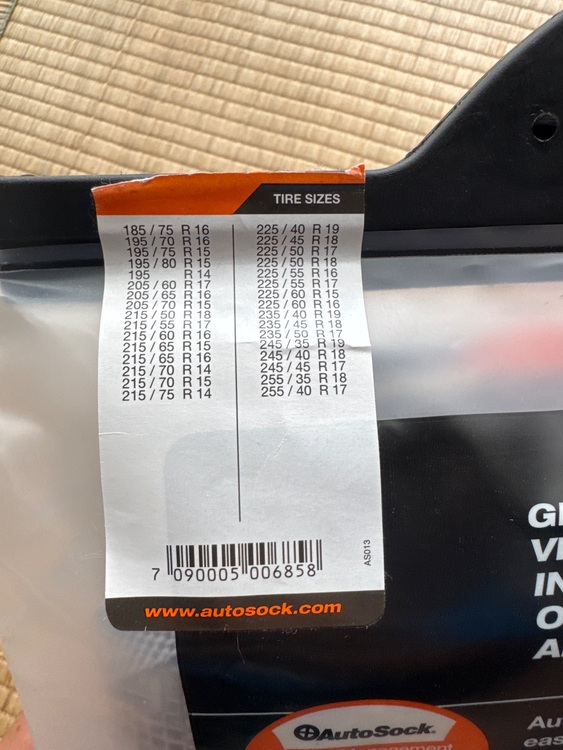 TIRE SIZES
185 / 75 R 16
195 / 70 R 16
195 / 75 R 15
195 / 80 R 15
195 R 14
205 / 60 R 17
205 / 65 R 16
205 / 70 R 15
215 / 50 R 18
215 / 55 R 17
215 / 60 R 16
215 / 65 R 15
215 / 65 R 16
215 / 70 R 14
215 / 70 R 15
215 / 75 R 14
225 / 40 R 19
225 / 45 R 18
225 / 50 R 17
225 / 50 R 18
225 / 55 R 16
225 / 55 R 17
225 / 60 R 15
225 / 60 R 16
235 / 40 R 19
235 / 45 R 18
235 / 50 R 17
245 / 35 R 19
245 / 40 R 18
245 / 45 R 17
255 / 35 R 18
255 / 40 R 17
7 090005 006858
AS013
www.autosock.com
AutoSock.